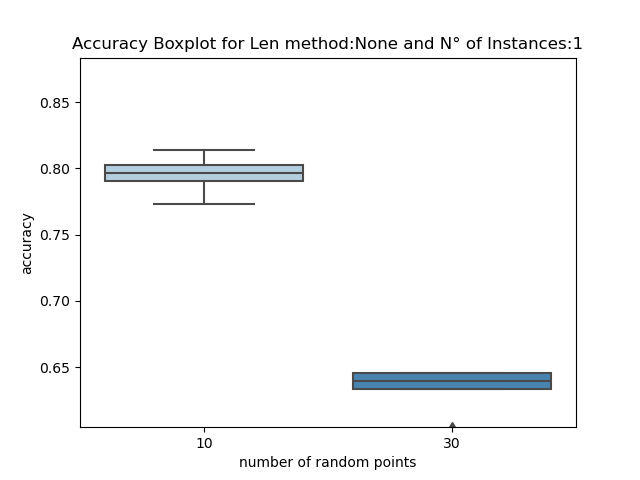 Accuracy Boxplot for Len method:None and N° of Instances:1
0.85
0.80
0.75
0.70
0.65
accuracy
10
30
number of random points